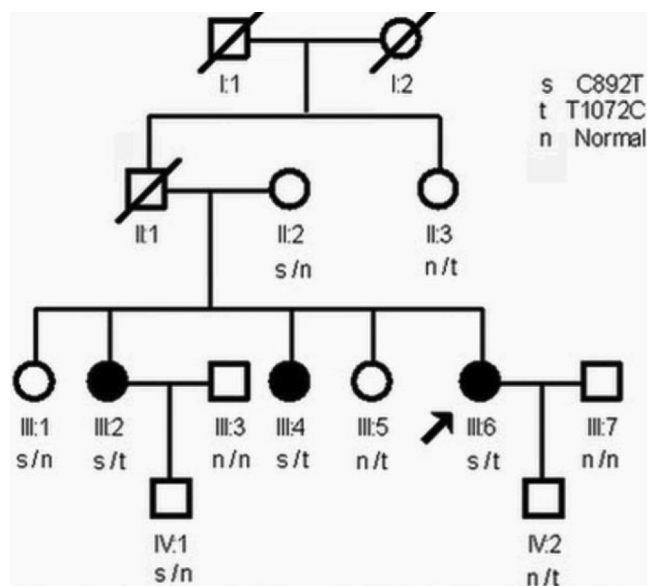 I:1 I:2
s C892T
t T1072C
n Normal
II:1 II:2 II:3
s/n n/t
III:1 III:2 III:3 III:4 III:5 III:6 III:7
s/n s/t n/n s/t n/t s/t n/n
IV:1 IV:2
s/n n/t